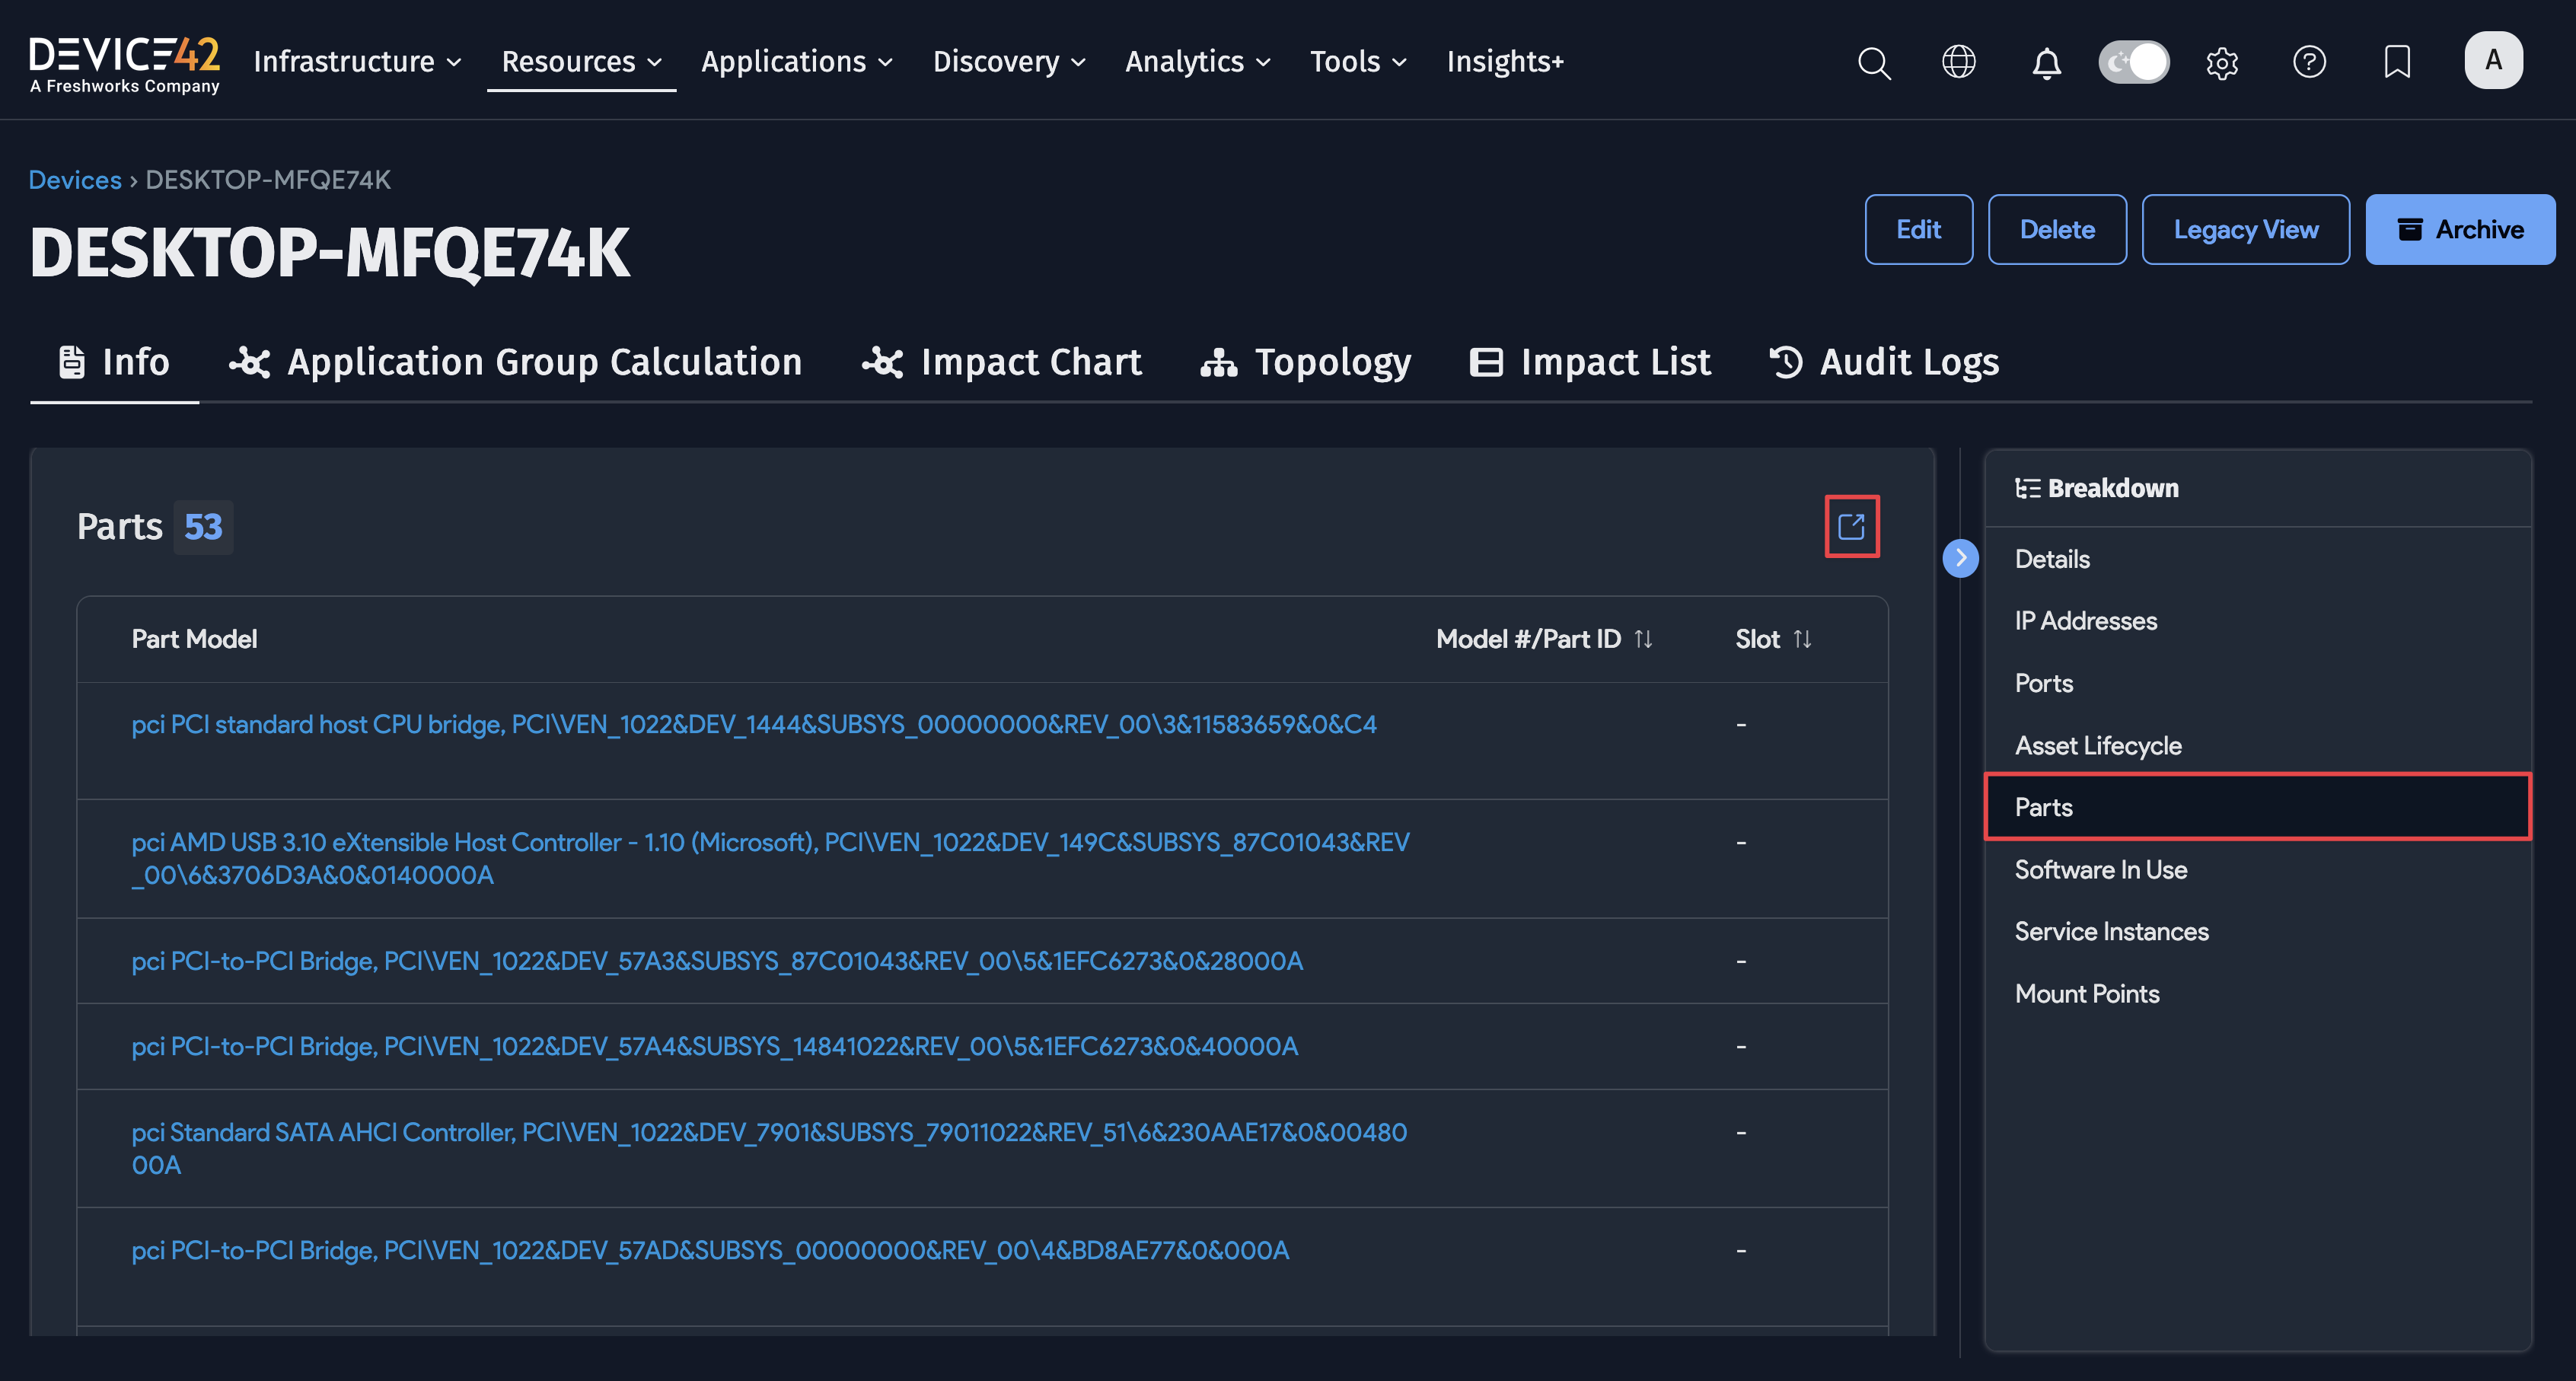 DEVICE42
A Freshworks Company
Infrastructure
Resources
Applications
Discovery
Analytics
Tools
Insights+
A
Devices › DESKTOP-MFQE74K
DESKTOP-MFQE74K
Edit
Delete
Legacy View
Archive
Info
Application Group Calculation
Impact Chart
Topology
Impact List
Audit Logs
Parts 53
Part Model
Model #/Part ID
Slot
pci PCI standard host CPU bridge, PCI\VEN_1022&DEV_1444&SUBSYS_00000000&REV_00\3&11583659&0&C4
-
pci AMD USB 3.10 eXtensible Host Controller - 1.10 (Microsoft), PCI\VEN_1022&DEV_149C&SUBSYS_87C01043&REV
_00\6&3706D3A&0&0140000A
-
pci PCI-to-PCI Bridge, PCI\VEN_1022&DEV_57A3&SUBSYS_87C01043&REV_00\5&1EFC6273&0&28000A
-
pci PCI-to-PCI Bridge, PCI\VEN_1022&DEV_57A4&SUBSYS_14841022&REV_00\5&1EFC6273&0&40000A
-
pci Standard SATA AHCI Controller, PCI\VEN_1022&DEV_7901&SUBSYS_79011022&REV_51\6&230AAE17&0&00480
00A
-
pci PCI-to-PCI Bridge, PCI\VEN_1022&DEV_57AD&SUBSYS_00000000&REV_00\4&BD8AE77&0&000A
-
Breakdown
Details
IP Addresses
Ports
Asset Lifecycle
Parts
Software In Use
Service Instances
Mount Points